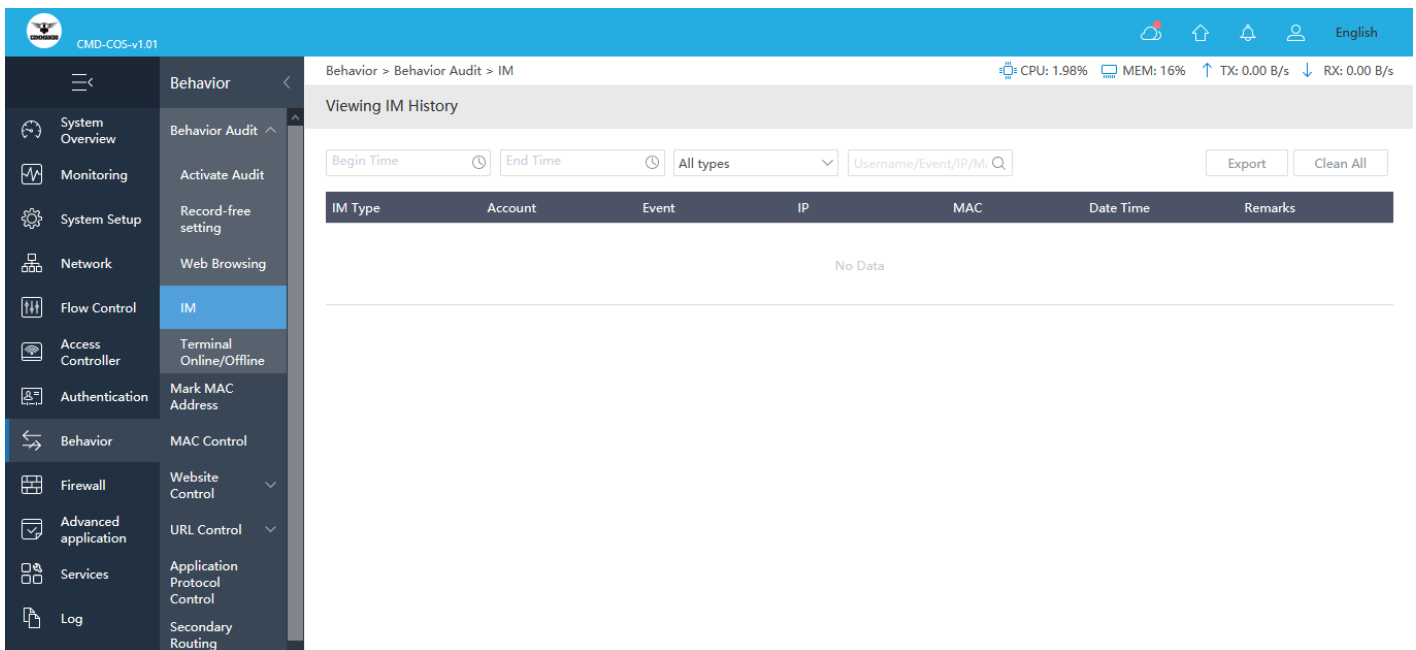 COMMANDO
CMD-COS-v1.01
English
Behavior
Behavior > Behavior Audit > IM
CPU: 1.98%
MEM: 16%
TX: 0.00 B/s
RX: 0.00 B/s
Viewing IM History
System
Overview
Monitoring
System Setup
Network
Flow Control
Access
Controller
Authentication
Behavior
Firewall
Advanced
application
Services
Log
Behavior Audit
Activate Audit
Record-free
setting
Web Browsing
IM
Terminal
Online/Offline
Mark MAC
Address
MAC Control
Website
Control
URL Control
Application
Protocol
Control
Secondary
Routing
Begin Time
End Time
All types
Username/Event/IP/M.
Export
Clean All
IM Type Account Event IP MAC Date Time Remarks
No Data